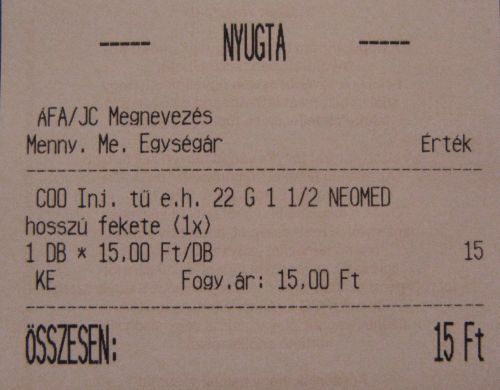 ----- NYUGTA -----
ÁFA/JC Megnevezés
Menny. Me. Egységár Érték
COO Inj. tű e.h. 22 G 1 1/2 NEOMED
hosszú fekete (1x)
1 DB * 15,00 Ft/DB 15
KE Fogy.ár: 15,00 Ft
ÖSSZESEN: 15 Ft